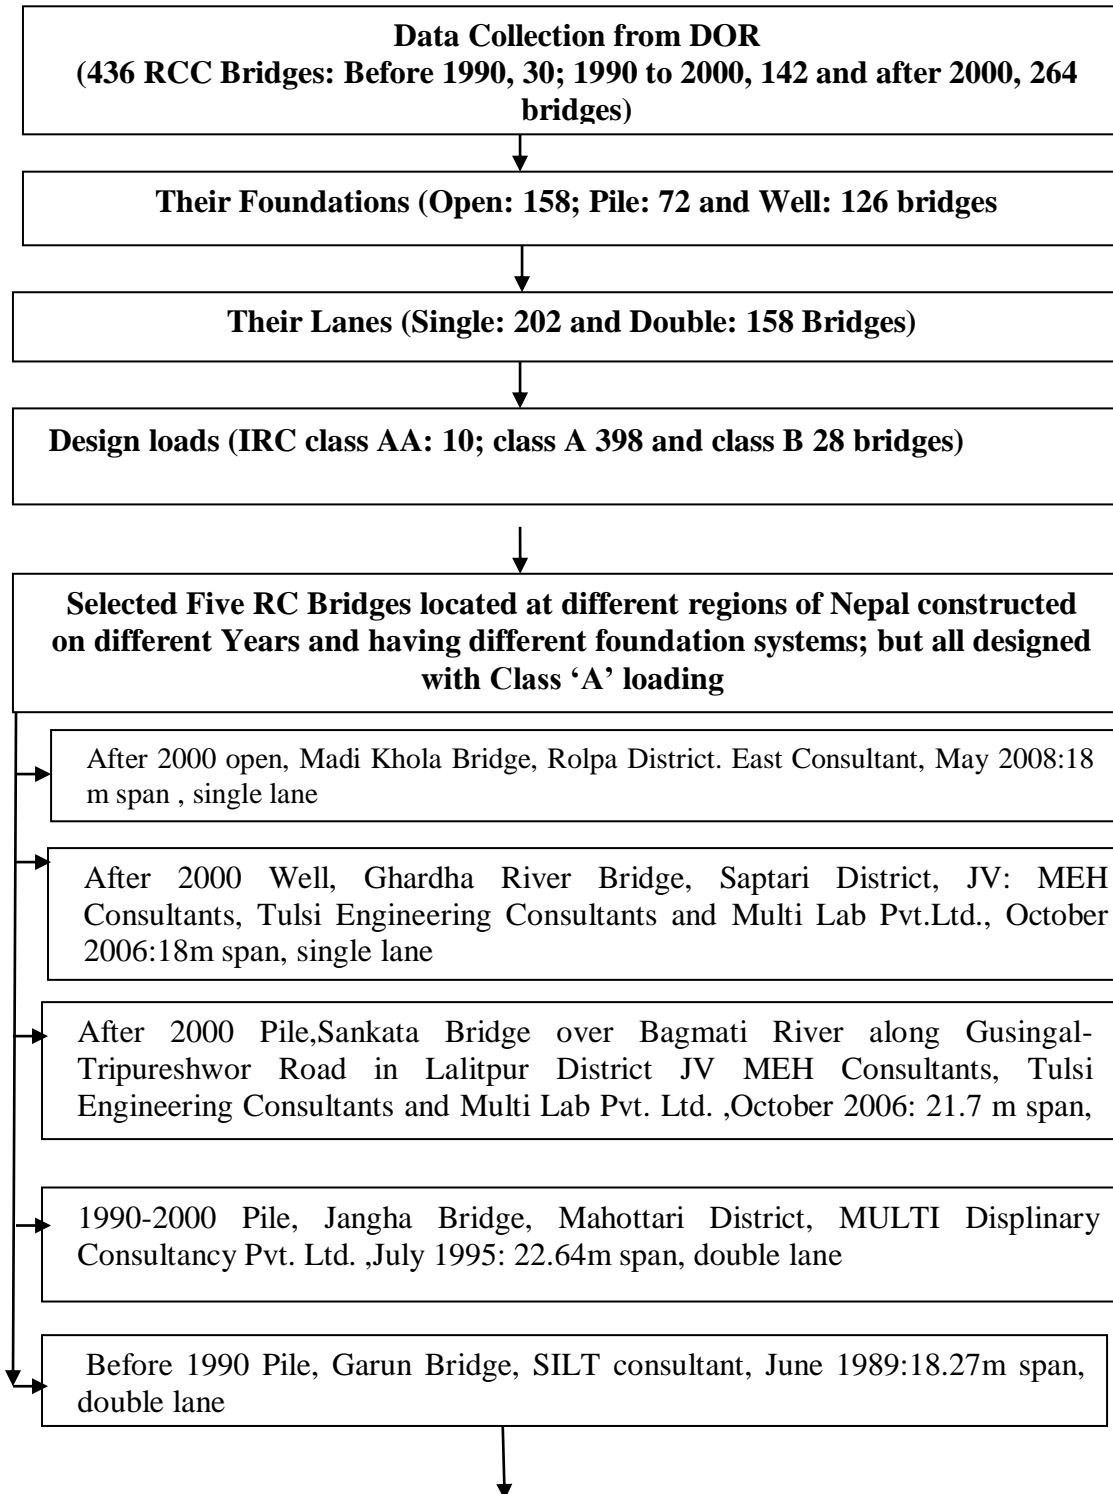 Data Collection from DOR
(436 RCC Bridges: Before 1990, 30; 1990 to 2000, 142 and after 2000, 264
bridges)
Their Foundations (Open: 158; Pile: 72 and Well: 126 bridges
Their Lanes (Single: 202 and Double: 158 Bridges)
Design loads (IRC class AA: 10; class A 398 and class B 28 bridges)
Selected Five RC Bridges located at different regions of Nepal constructed
on different Years and having different foundation systems; but all designed
with Class ‘A’ loading
After 2000 open, Madi Khola Bridge, Rolpa District. East Consultant, May 2008:18
m span , single lane
After 2000 Well, Ghardha River Bridge, Saptari District, JV: MEH
Consultants, Tulsi Engineering Consultants and Multi Lab Pvt.Ltd., October
2006:18m span, single lane
After 2000 Pile,Sankata Bridge over Bagmati River along Gusingal-
Tripureshwor Road in Lalitpur District JV MEH Consultants, Tulsi
Engineering Consultants and Multi Lab Pvt. Ltd. ,October 2006: 21.7 m span,
1990-2000 Pile, Jangha Bridge, Mahottari District, MULTI Displinary
Consultancy Pvt. Ltd. ,July 1995: 22.64m span, double lane
Before 1990 Pile, Garun Bridge, SILT consultant, June 1989:18.27m span,
double lane